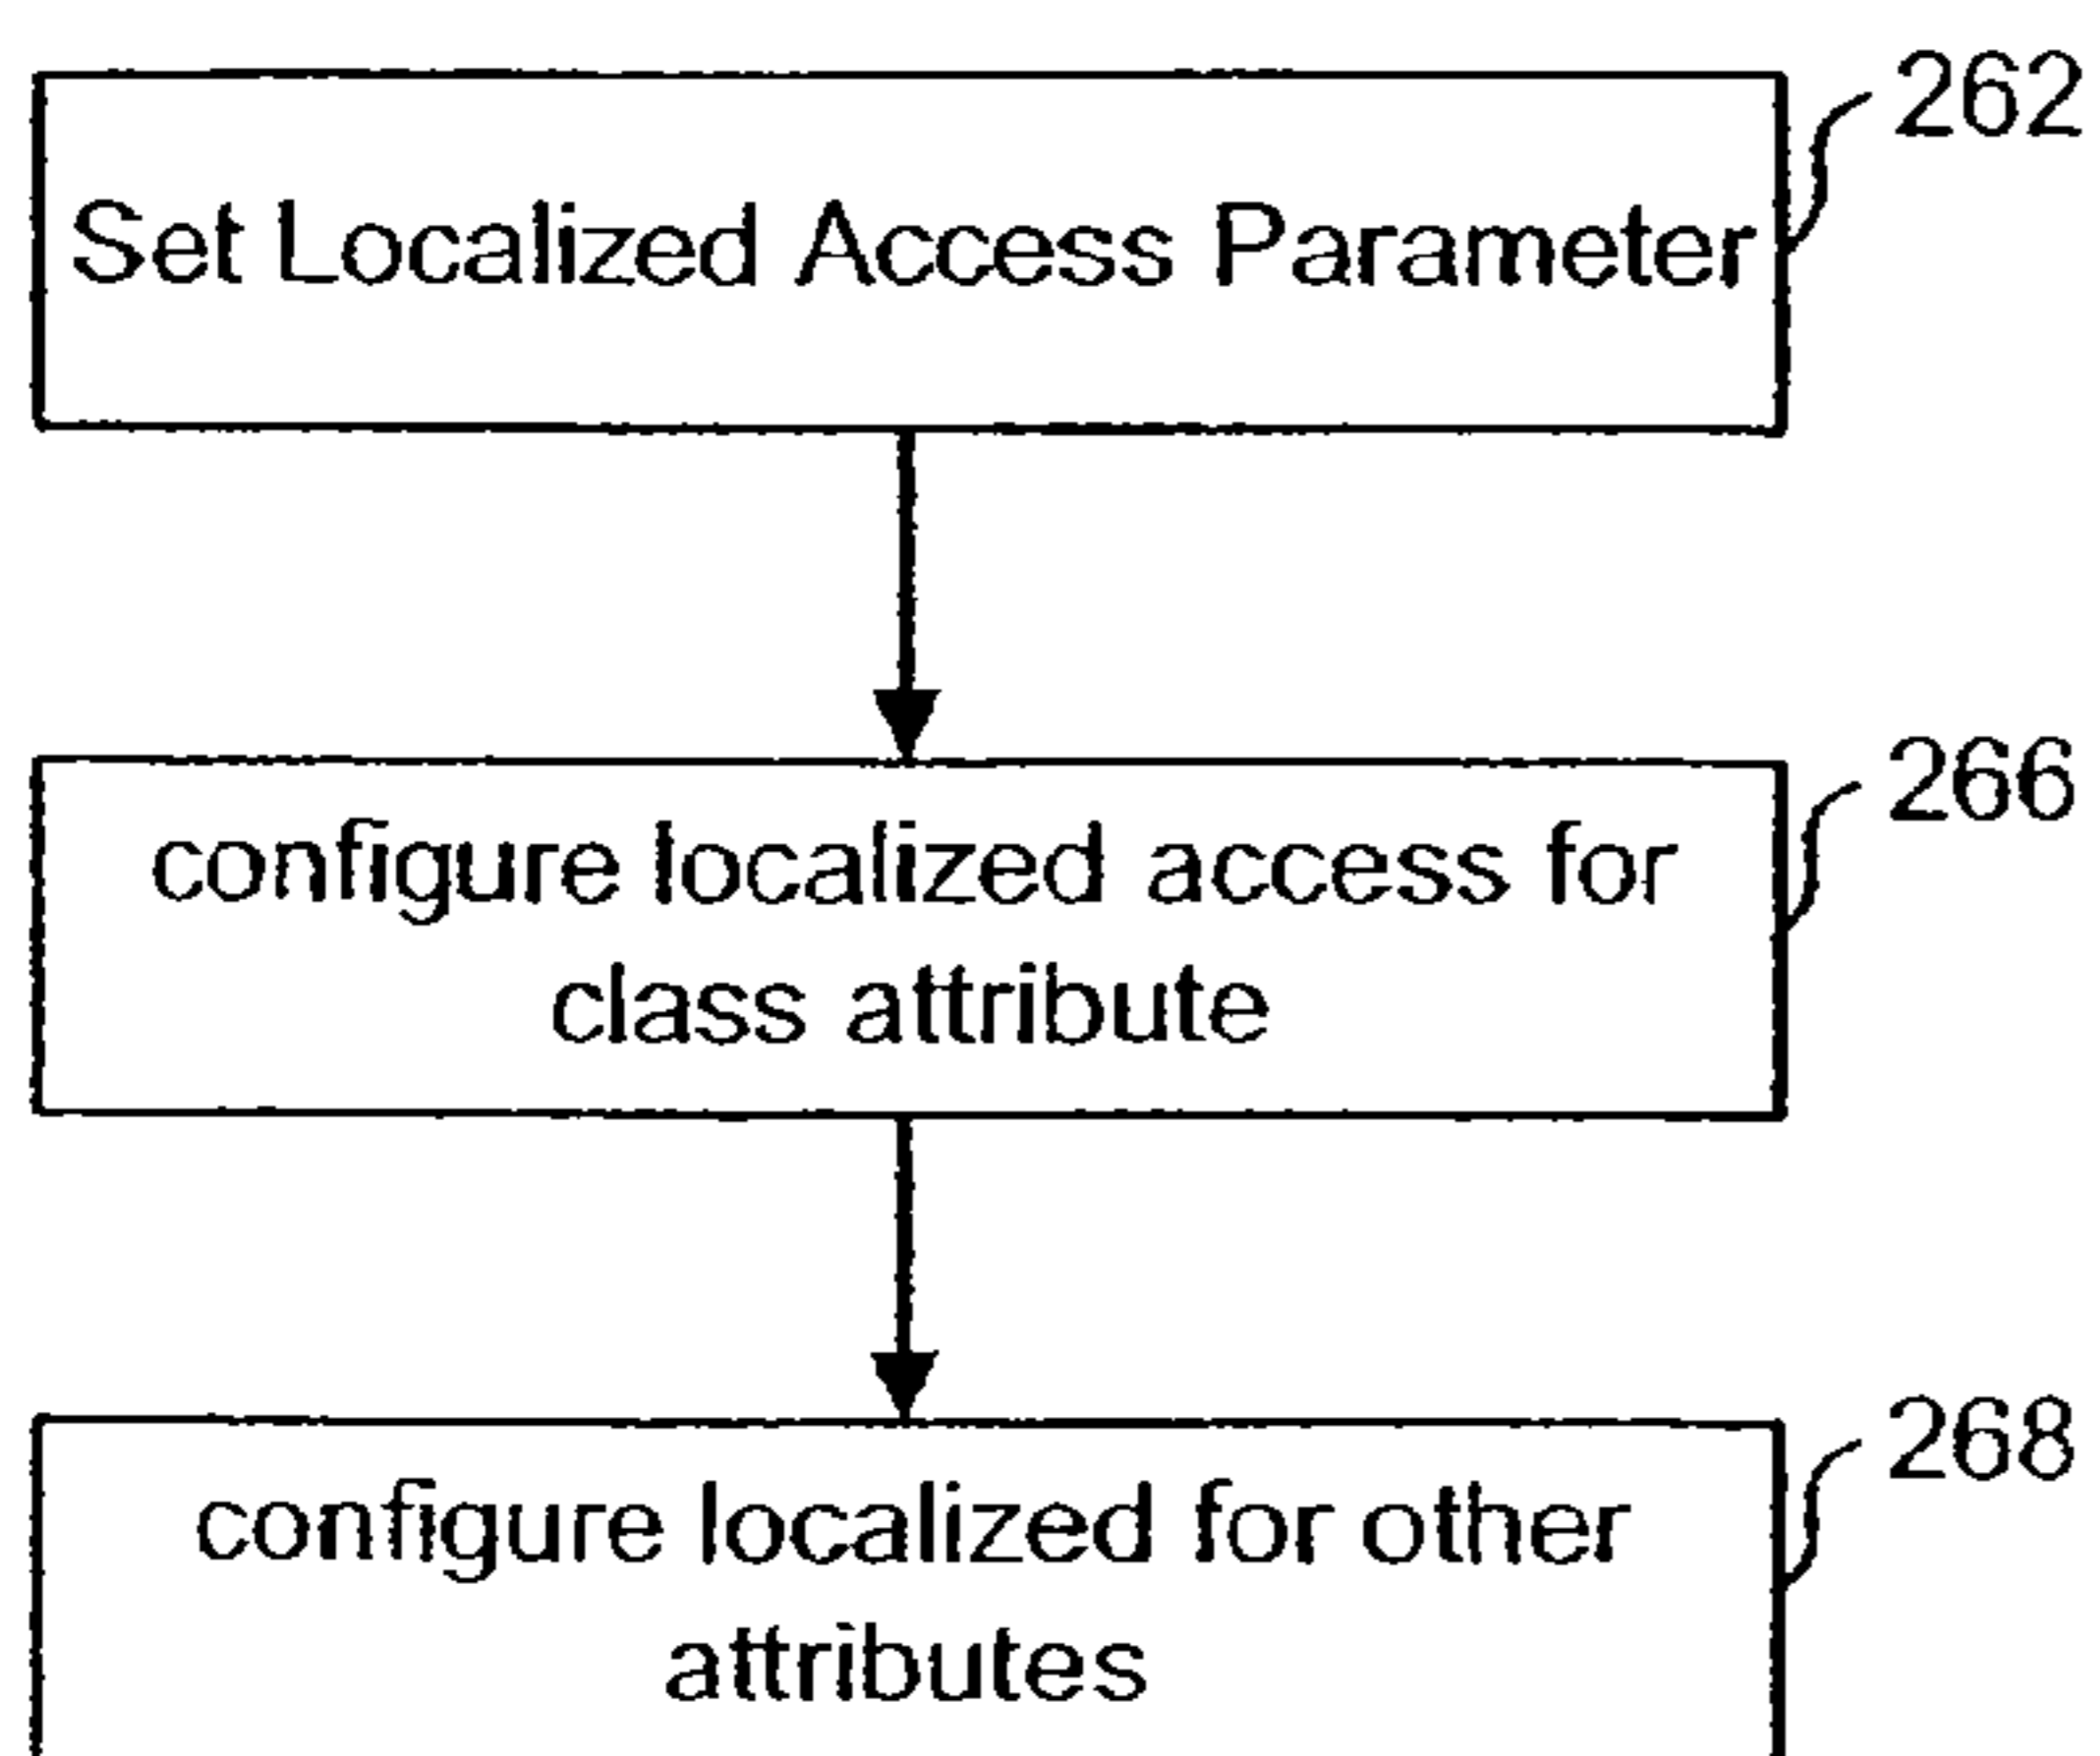 262
Set Localized Access Parameter
266
configure localized access for
class attribute
268
configure localized for other
attributes